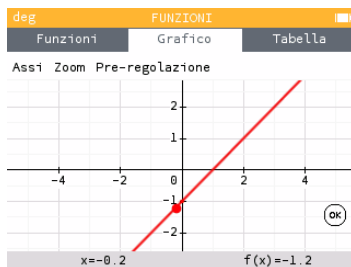 deg FUNZIONI
Funzioni Grafico Tabella
Assi Zoom Pre-regolazione
2
1
-4 -2 0 2 4
-1
OK
-2
x=-0.2 f(x)=-1.2